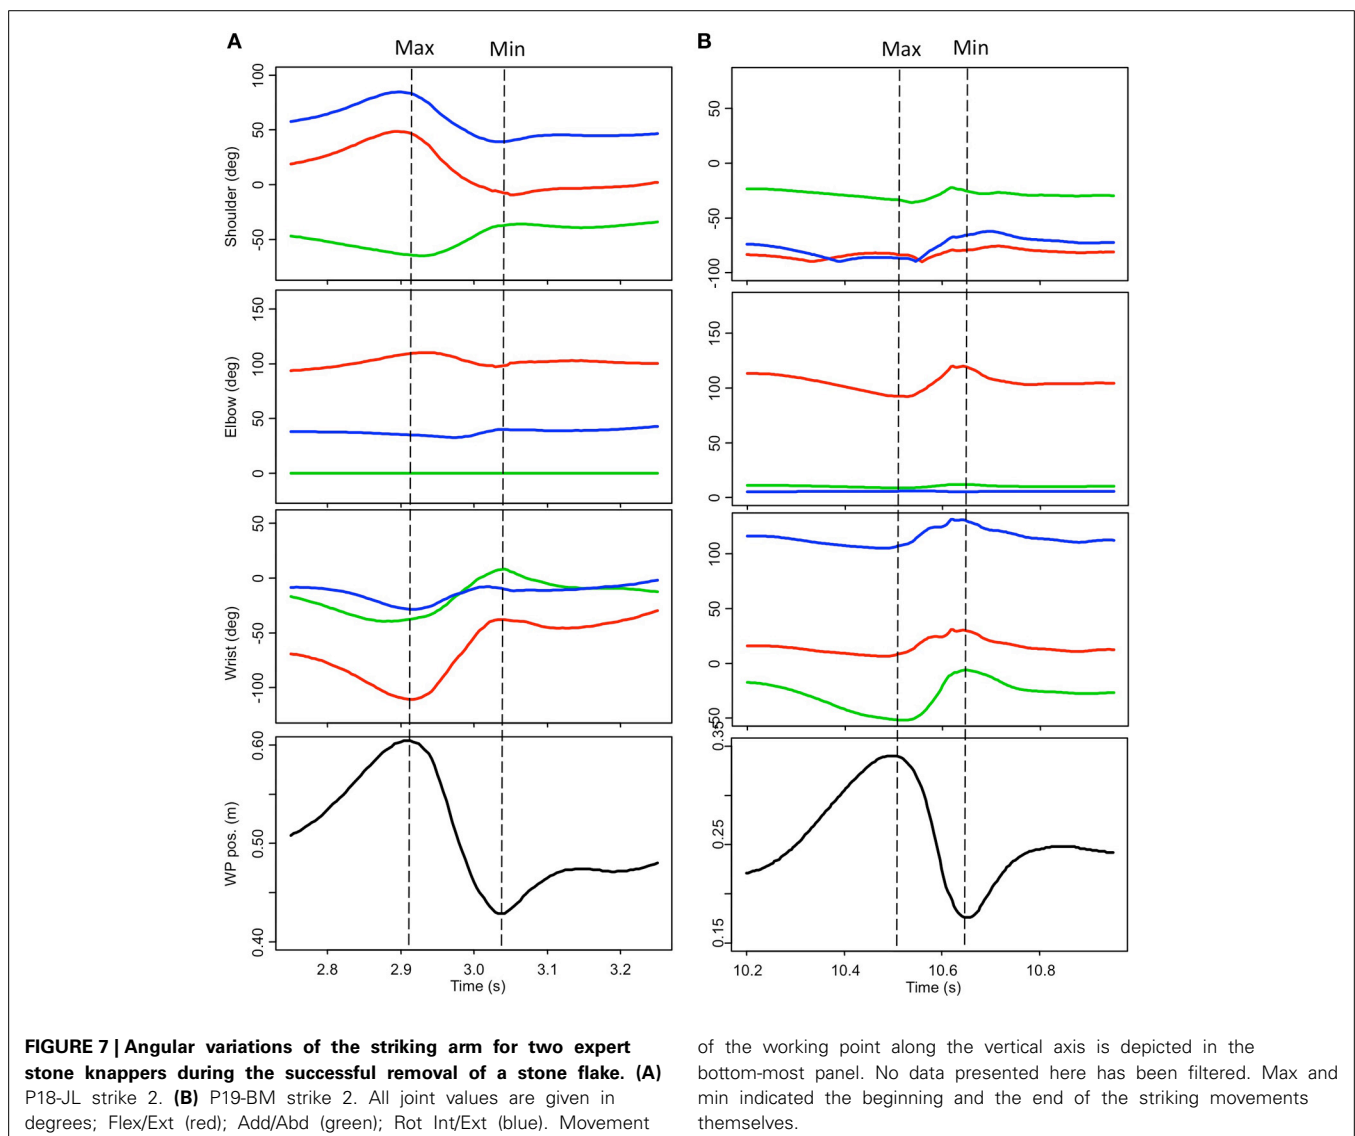 A
Max
Min
Shoulder (deg)
100
50
0
-50
Elbow (deg)
150
100
50
0
Wrist (deg)
50
0
-50
-100
WP pos. (m)
0.60
0.50
0.40
2.8 2.9 3.0 3.1 3.2
Time (s)
B
Max
Min
50
0
-50
-100
150
100
50
0
100
50
0
-50
0.35
0.25
0.15
10.2 10.4 10.6 10.8
Time (s)
FIGURE 7 | Angular variations of the striking arm for two expert
stone knappers during the successful removal of a stone flake. (A)
P18-JL strike 2. (B) P19-BM strike 2. All joint values are given in
degrees; Flex/Ext (red); Add/Abd (green); Rot Int/Ext (blue). Movement
of the working point along the vertical axis is depicted in the
bottom-most panel. No data presented here has been filtered. Max and
min indicated the beginning and the end of the striking movements
themselves.